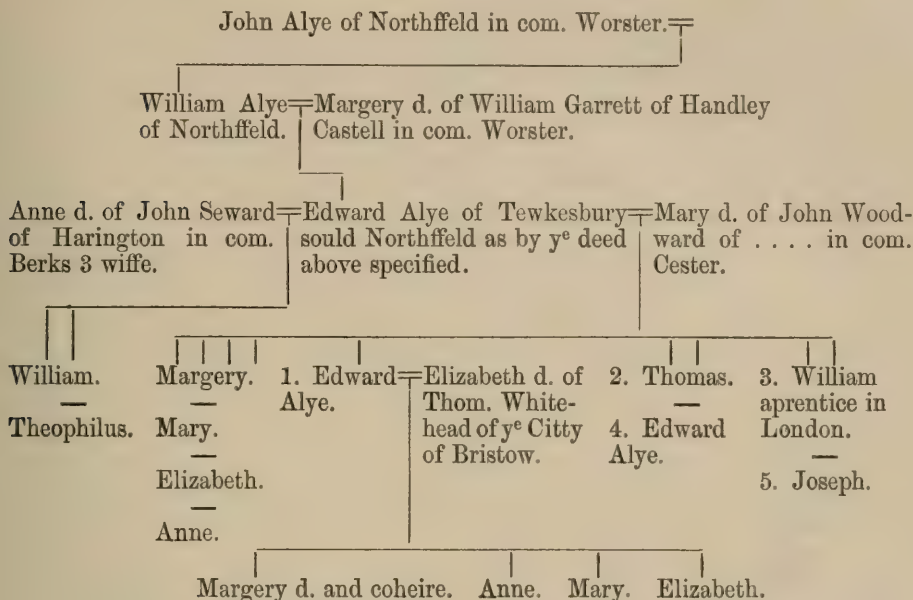 John Alye of Northffeld in com. Worster.
William Alye=Margery d. of William Garrett of Handley
of Northffeld. Castell in com. Worster.
Anne d. of John Seward=Edward Alye of Tewkesbury=Mary d. of John Wood-
of Harington in com. sould Northffeld as by yᵉ deed ward of . . . . in com.
Berks 3 wiffe. above specified. Cester.
William. Margery. 1. Edward=Elizabeth d. of 2. Thomas. 3. William
— — Alye. Thom. White- — aprentice in
Theophilus. Mary. head of yᵉ Citty 4. Edward London.
— of Bristow. Alye. —
Elizabeth. 5. Joseph.
—
Anne.
Margery d. and coheire. Anne. Mary. Elizabeth.